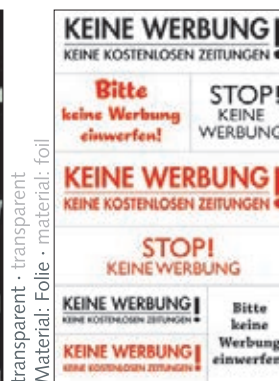 transparent · transparent
Material: Folie · material: foil
KEINE WERBUNG!
KEINE KOSTENLOSEN ZEITUNGEN
Bitte
keine Werbung
einwerfen!
STOP!
KEINE
WERBUNG
KEINE WERBUNG!
KEINE KOSTENLOSEN ZEITUNGEN
STOP!
KEINE WERBUNG
KEINE WERBUNG!
KEINE KOSTENLOSEN ZEITUNGEN
KEINE WERBUNG!
KEINE KOSTENLOSEN ZEITUNGEN
Bitte
keine
Werbung
einwerfen